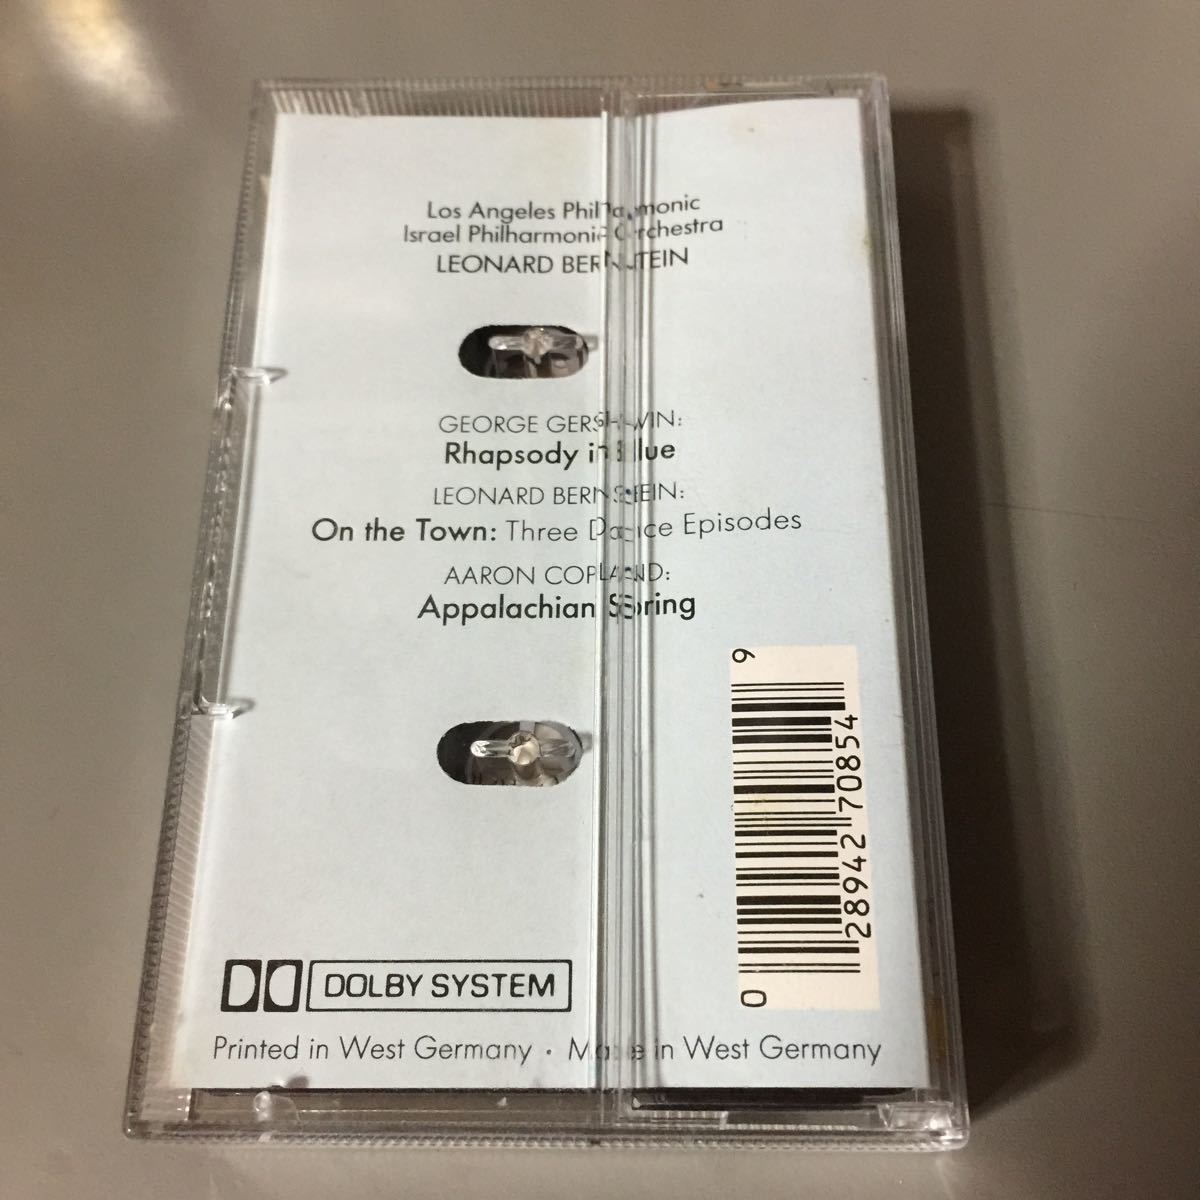 Los Angeles Philharmonic
Israel Philharmonic Orchestra
LEONARD BERNSTEIN
GEORGE GERSHWIN:
Rhapsody in Blue
LEONARD BERNSTEIN:
On the Town: Three Dance Episodes
AARON COPLAND:
Appalachian Spring
0 28942 70854 9
DOLBY SYSTEM
Printed in West Germany · Made in West Germany